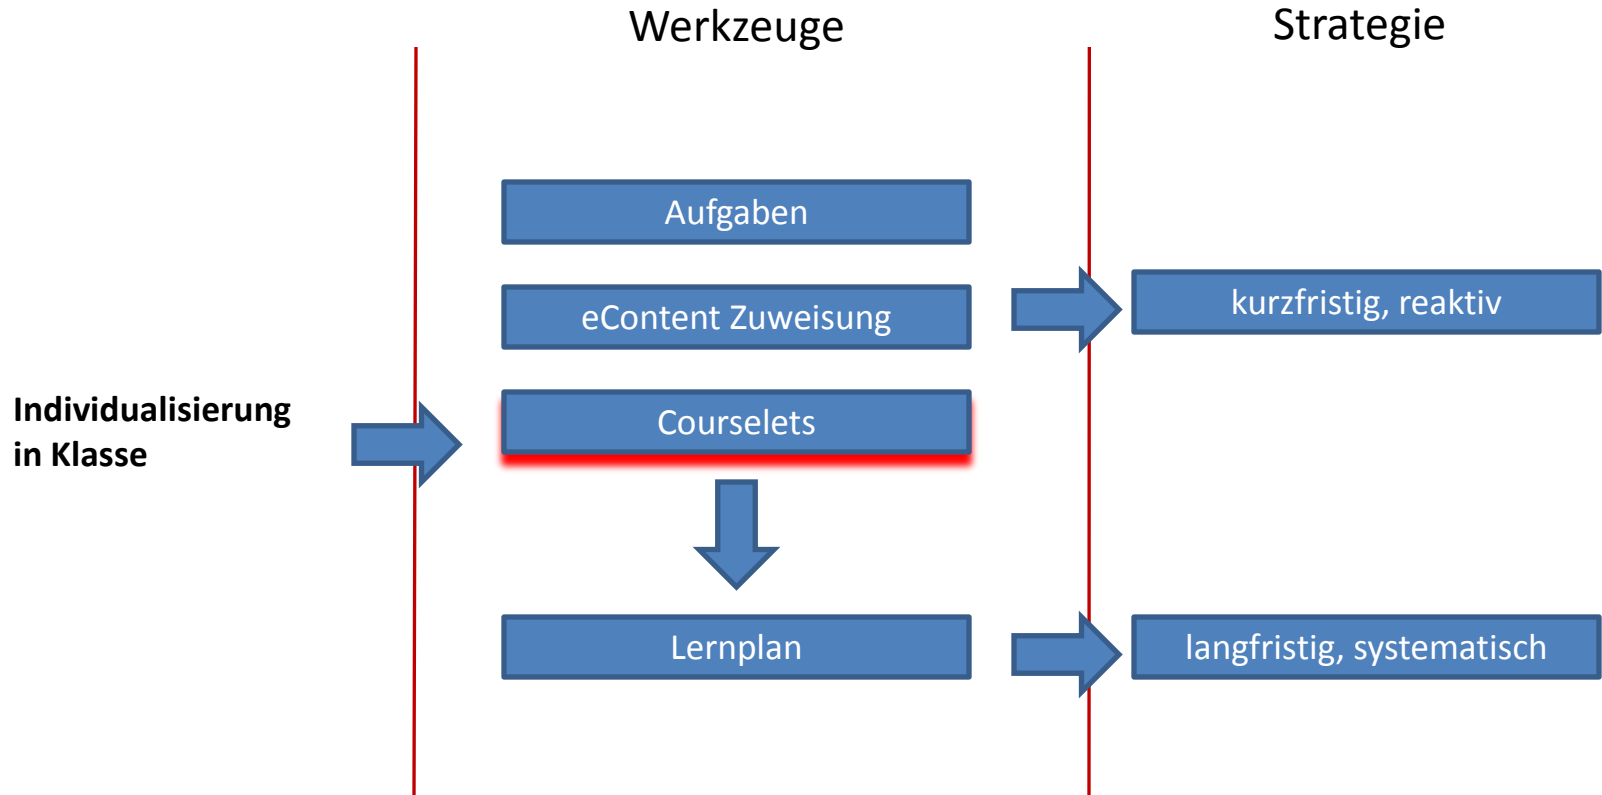 Werkzeuge
Strategie
Aufgaben
eContent Zuweisung
kurzfristig, reaktiv
Individualisierung
in Klasse
Courselets
Lernplan
langfristig, systematisch